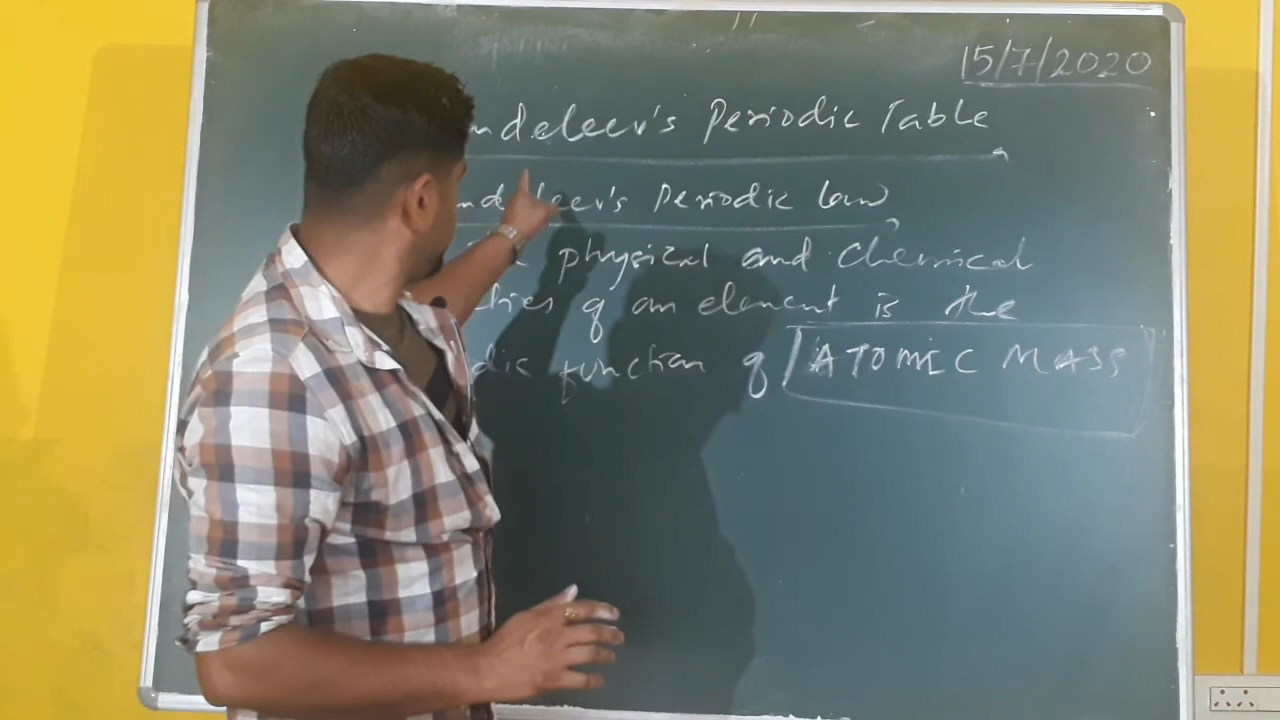 15/7/2020
ndeleev's Periodic Table
ndeleev's Periodic law
physical and chemical
of an element is the
dic function of ATOMIC MASS